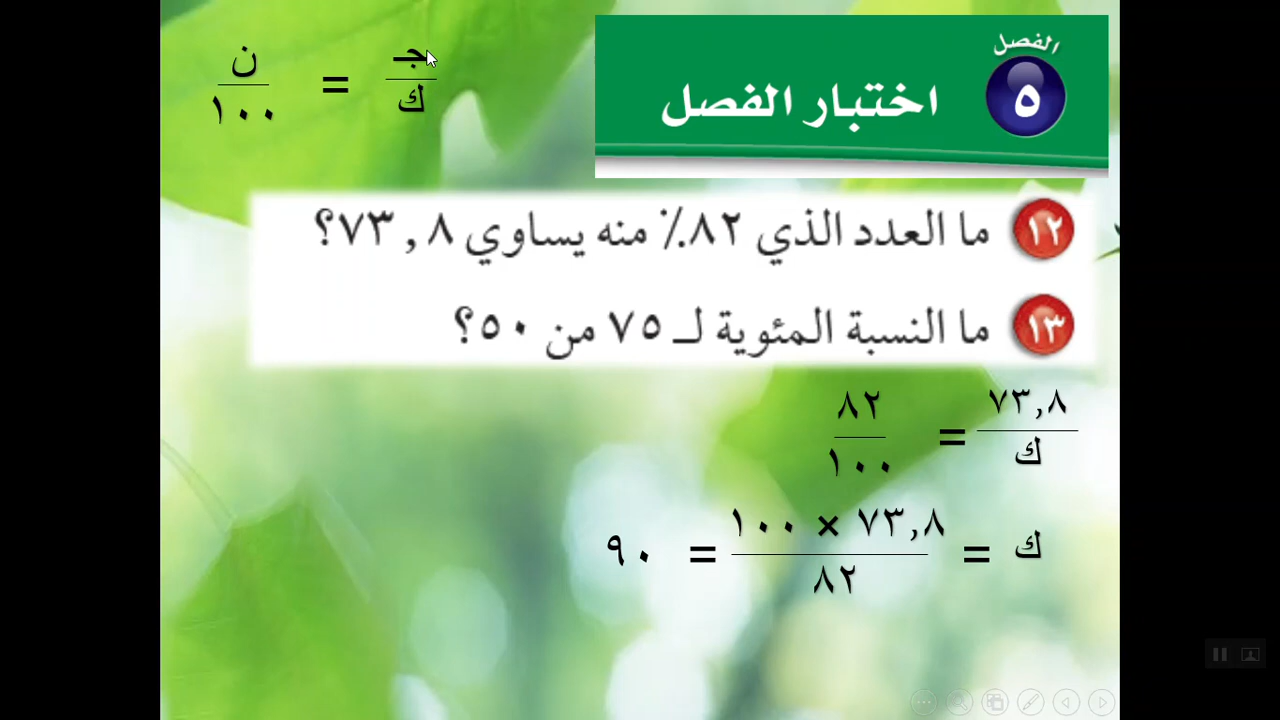 الفصل
٥
اختبار الفصل
جـ / ك = ن / ١٠٠
١٢ ما العدد الذي ٨٢٪ منه يساوي ٧٣,٨؟
١٣ ما النسبة المئوية لـ ٧٥ من ٥٠؟
٧٣,٨ / ك = ٨٢ / ١٠٠
ك = ٧٣,٨ × ١٠٠ / ٨٢ = ٩٠